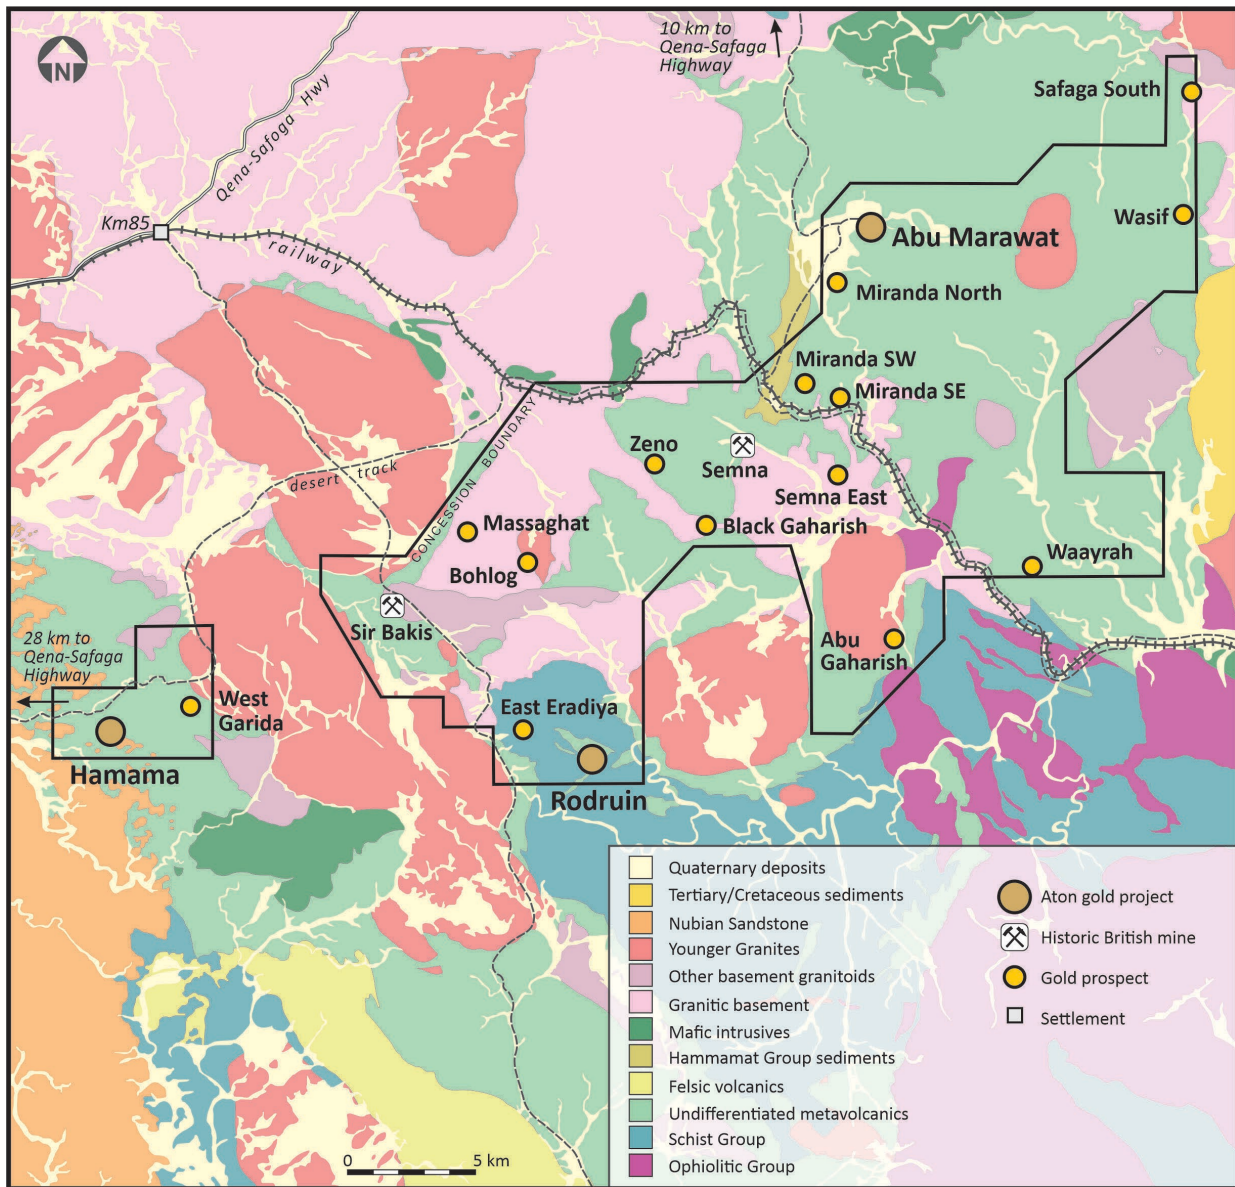 10 km to
Qena-Safaga
Highway
N
Qena-Safoga Hwy
Km85
railway
Safaga South
Wasif
Abu Marawat
Miranda North
Miranda SW
Miranda SE
CONCESSION BOUNDARY
desert track
Zeno
Semna
Semna East
Massaghat
Black Gaharish
Bohlog
Waayrah
Sir Bakis
28 km to
Qena-Safaga
Highway
Abu
Gaharish
West
Garida
East Eradiya
Hamama
Rodruin
Quaternary deposits
Tertiary/Cretaceous sediments
Nubian Sandstone
Younger Granites
Other basement granitoids
Granitic basement
Mafic intrusives
Hammamat Group sediments
Felsic volcanics
Undifferentiated metavolcanics
Schist Group
Ophiolitic Group
Aton gold project
Historic British mine
Gold prospect
Settlement
0 5 km